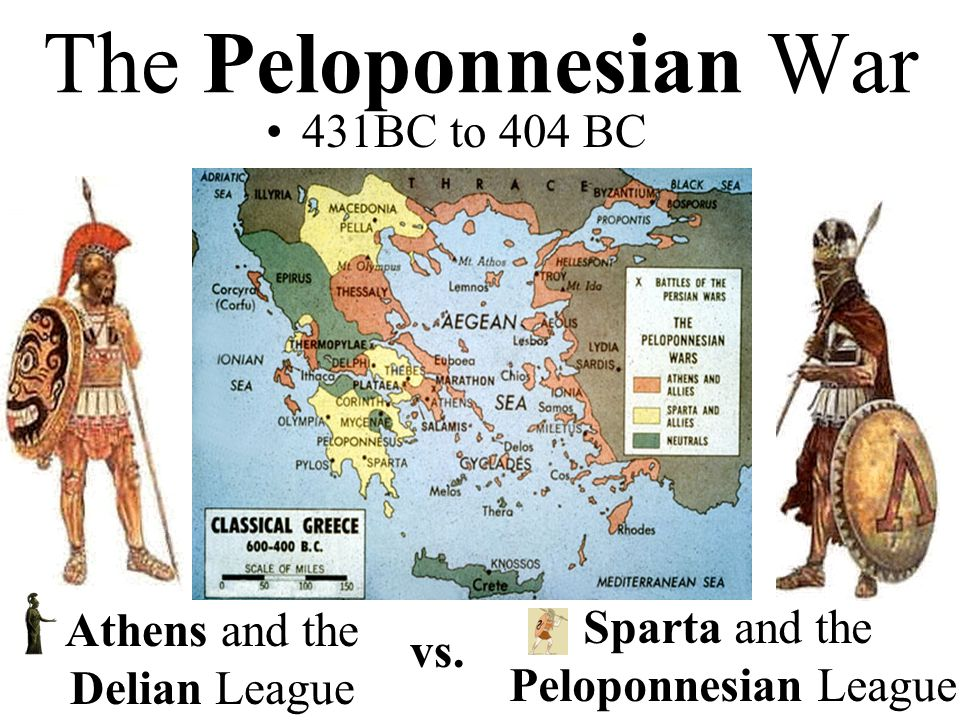 The Peloponnesian War
• 431BC to 404 BC
ADRIATIC
SEA
ILLYRIA
THRACE
BYZANTIUM
BLACK SEA
BOSPORUS
MACEDONIA
PELLA
PROPONTIS
Mt. Olympus
Mt. Athos
HELLESPONT
EPIRUS
Corcyra
(Corfu)
THESSALY
Lemnos
TROY
Mt. Ida
X BATTLES OF THE
PERSIAN WARS
THE
PELOPONNESIAN
WARS
ATHENS AND
ALLIES
SPARTA AND
ALLIES
NEUTRALS
AEGEAN
SEA
AEOLIS
Lesbos
LYDIA
SARDIS
THERMOPYLAE x
IONIAN
SEA
DELPHI
Euboea
Ithaca
THEBES
Chios
PLATAEA
MARATHON
IONIA
CORINTH
ATHENS
Samos
OLYMPIA
MYCENAE
SALAMIS
MILETUS
PELOPONNESUS
Delos
PYLOS
SPARTA
CYCLADES
Cos
Melos
Thera
Rhodes
CLASSICAL GREECE
600-400 B.C.
SCALE OF MILES
0 50 100 150
KNOSSOS
Crete
MEDITERRANEAN SEA
Λ
Athens and the
Delian League
vs.
Sparta and the
Peloponnesian League